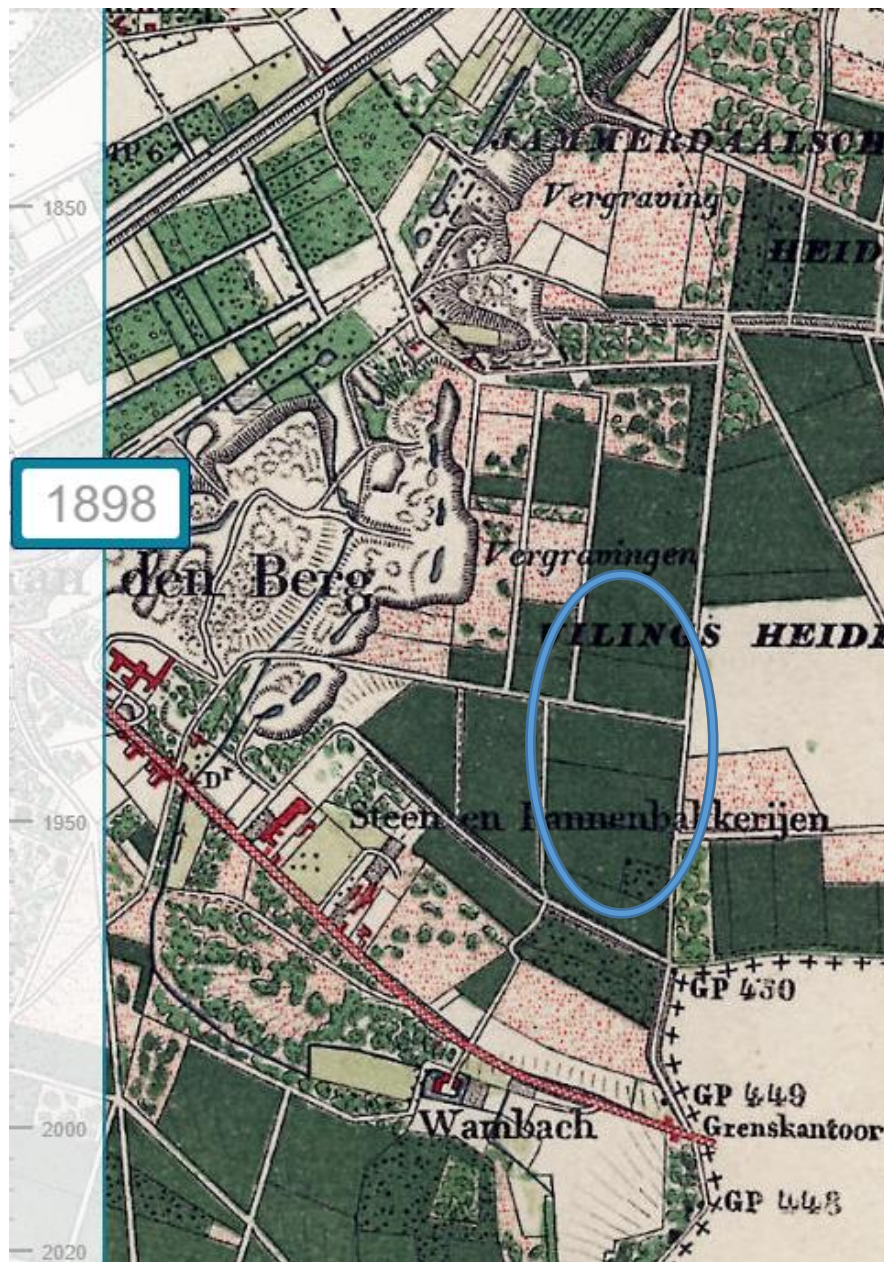 JAMMERDAALSCH
1850
Vergraving
HEID
1898
Vergravingen
den Berg
HEIDE
Dr
1950
Steen en Pannenbakkerijen
GP 450
GP 449
2000
Wambach
Grenskantoor
GP 448
2020